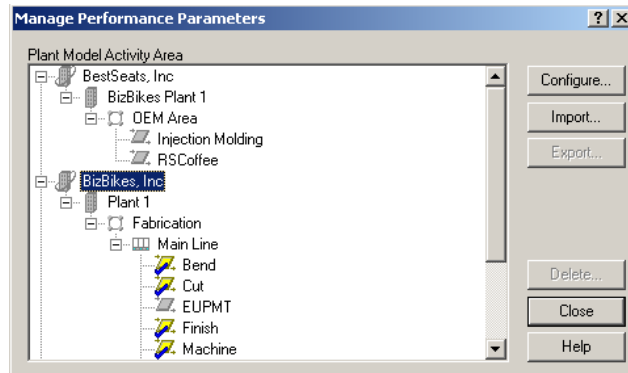 Manage Performance Parameters
Plant Model Activity Area
BestSeats, Inc
BizBikes Plant 1
OEM Area
Injection Molding
RSCoffee
BizBikes, Inc
Plant 1
Fabrication
Main Line
Bend
Cut
EUPMT
Finish
Machine
Configure...
Import...
Export...
Delete...
Close
Help